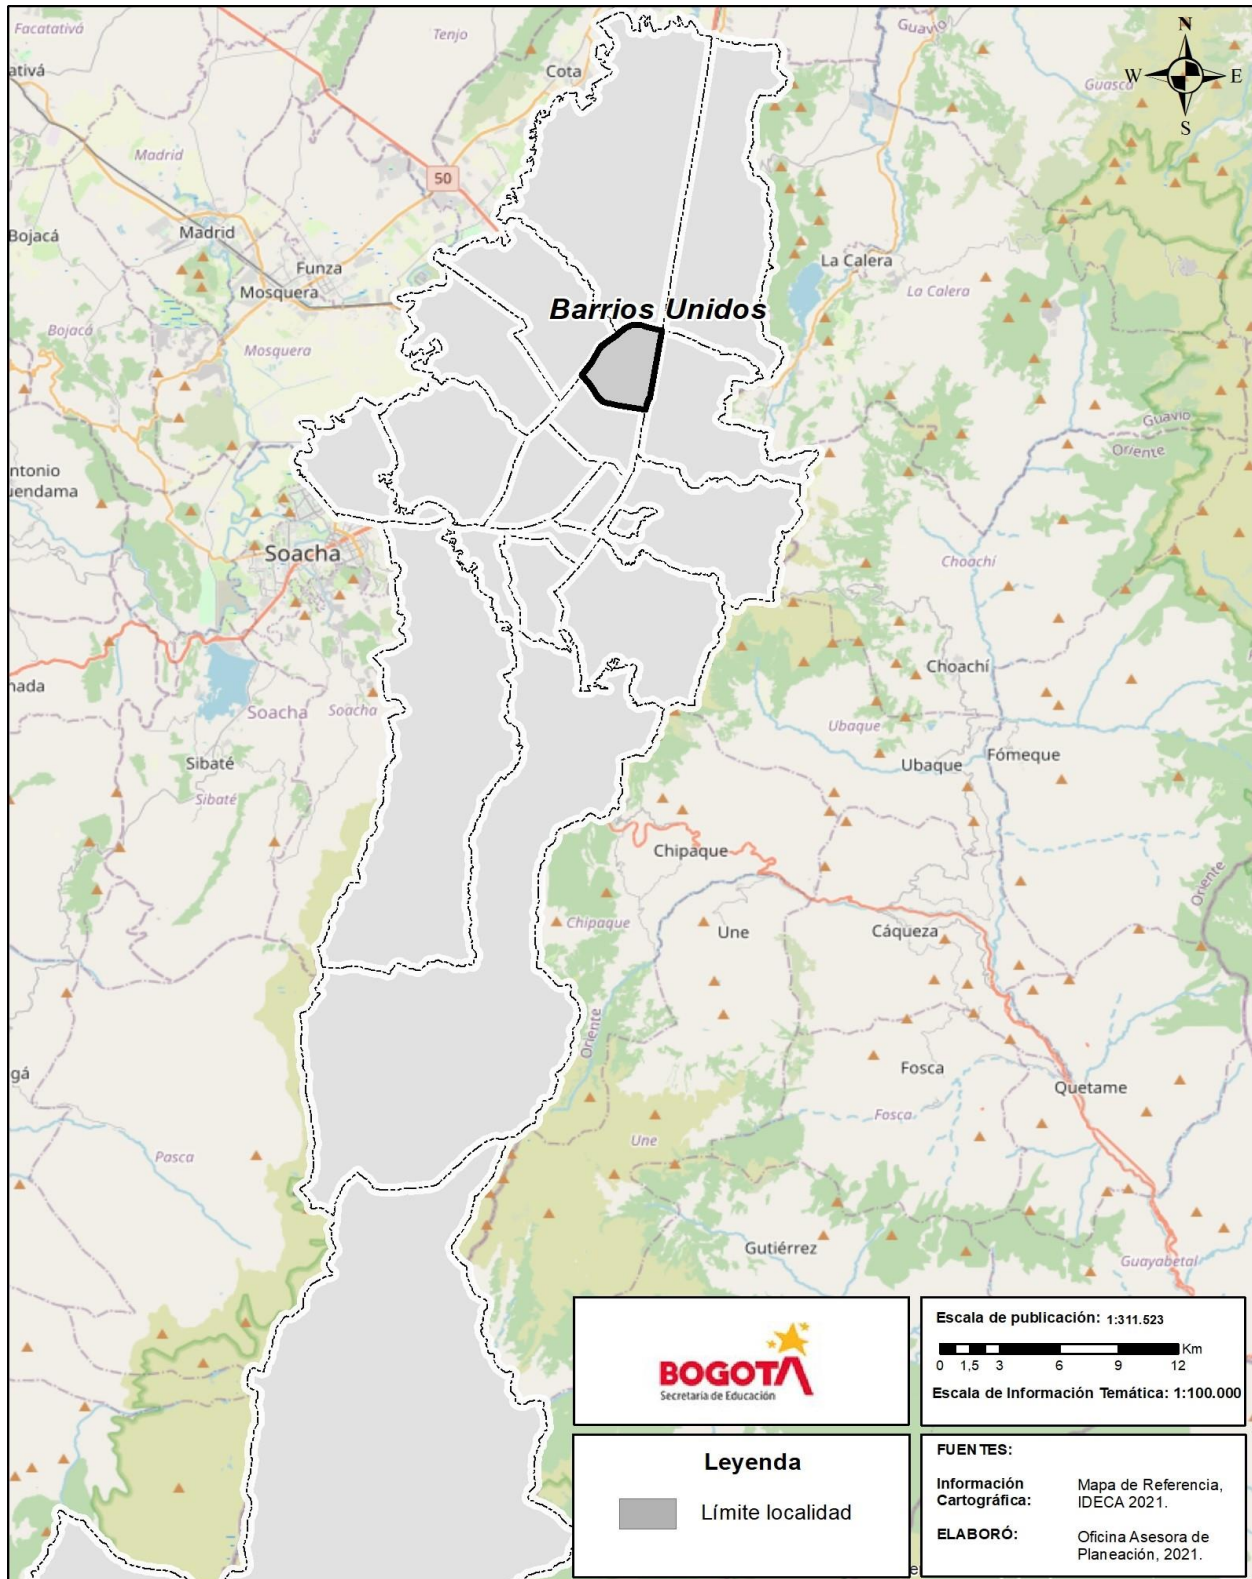 Facatativá
Tenjo
Guavio
N
W
E
S
ativá
Cota
Guasca
Madrid
50
Bojacá
Madrid
Funza
La Calera
Mosquera
La Calera
Barrios Unidos
Bojacá
Mosquera
Guavio
Oriente
ntonio
uendama
Soacha
Choachí
Choachí
nada
Soacha
Soacha
Ubaque
Sibaté
Ubaque
Fómeque
Sibaté
Chipaque
Oriente
Chipaque
Une
Cáqueza
Oriente
gá
Fosca
Quetame
Fosca
Une
Pasca
Gutiérrez
Guayabetal
BOGOTÁ
Secretaría de Educación
Escala de publicación: 1:311.523
Km
0 1,5 3 6 9 12
Escala de Información Temática: 1:100.000
Leyenda
Límite localidad
FUENTES:
Información Cartográfica:
Mapa de Referencia,
IDECA 2021.
ELABORÓ:
Oficina Asesora de
Planeación, 2021.